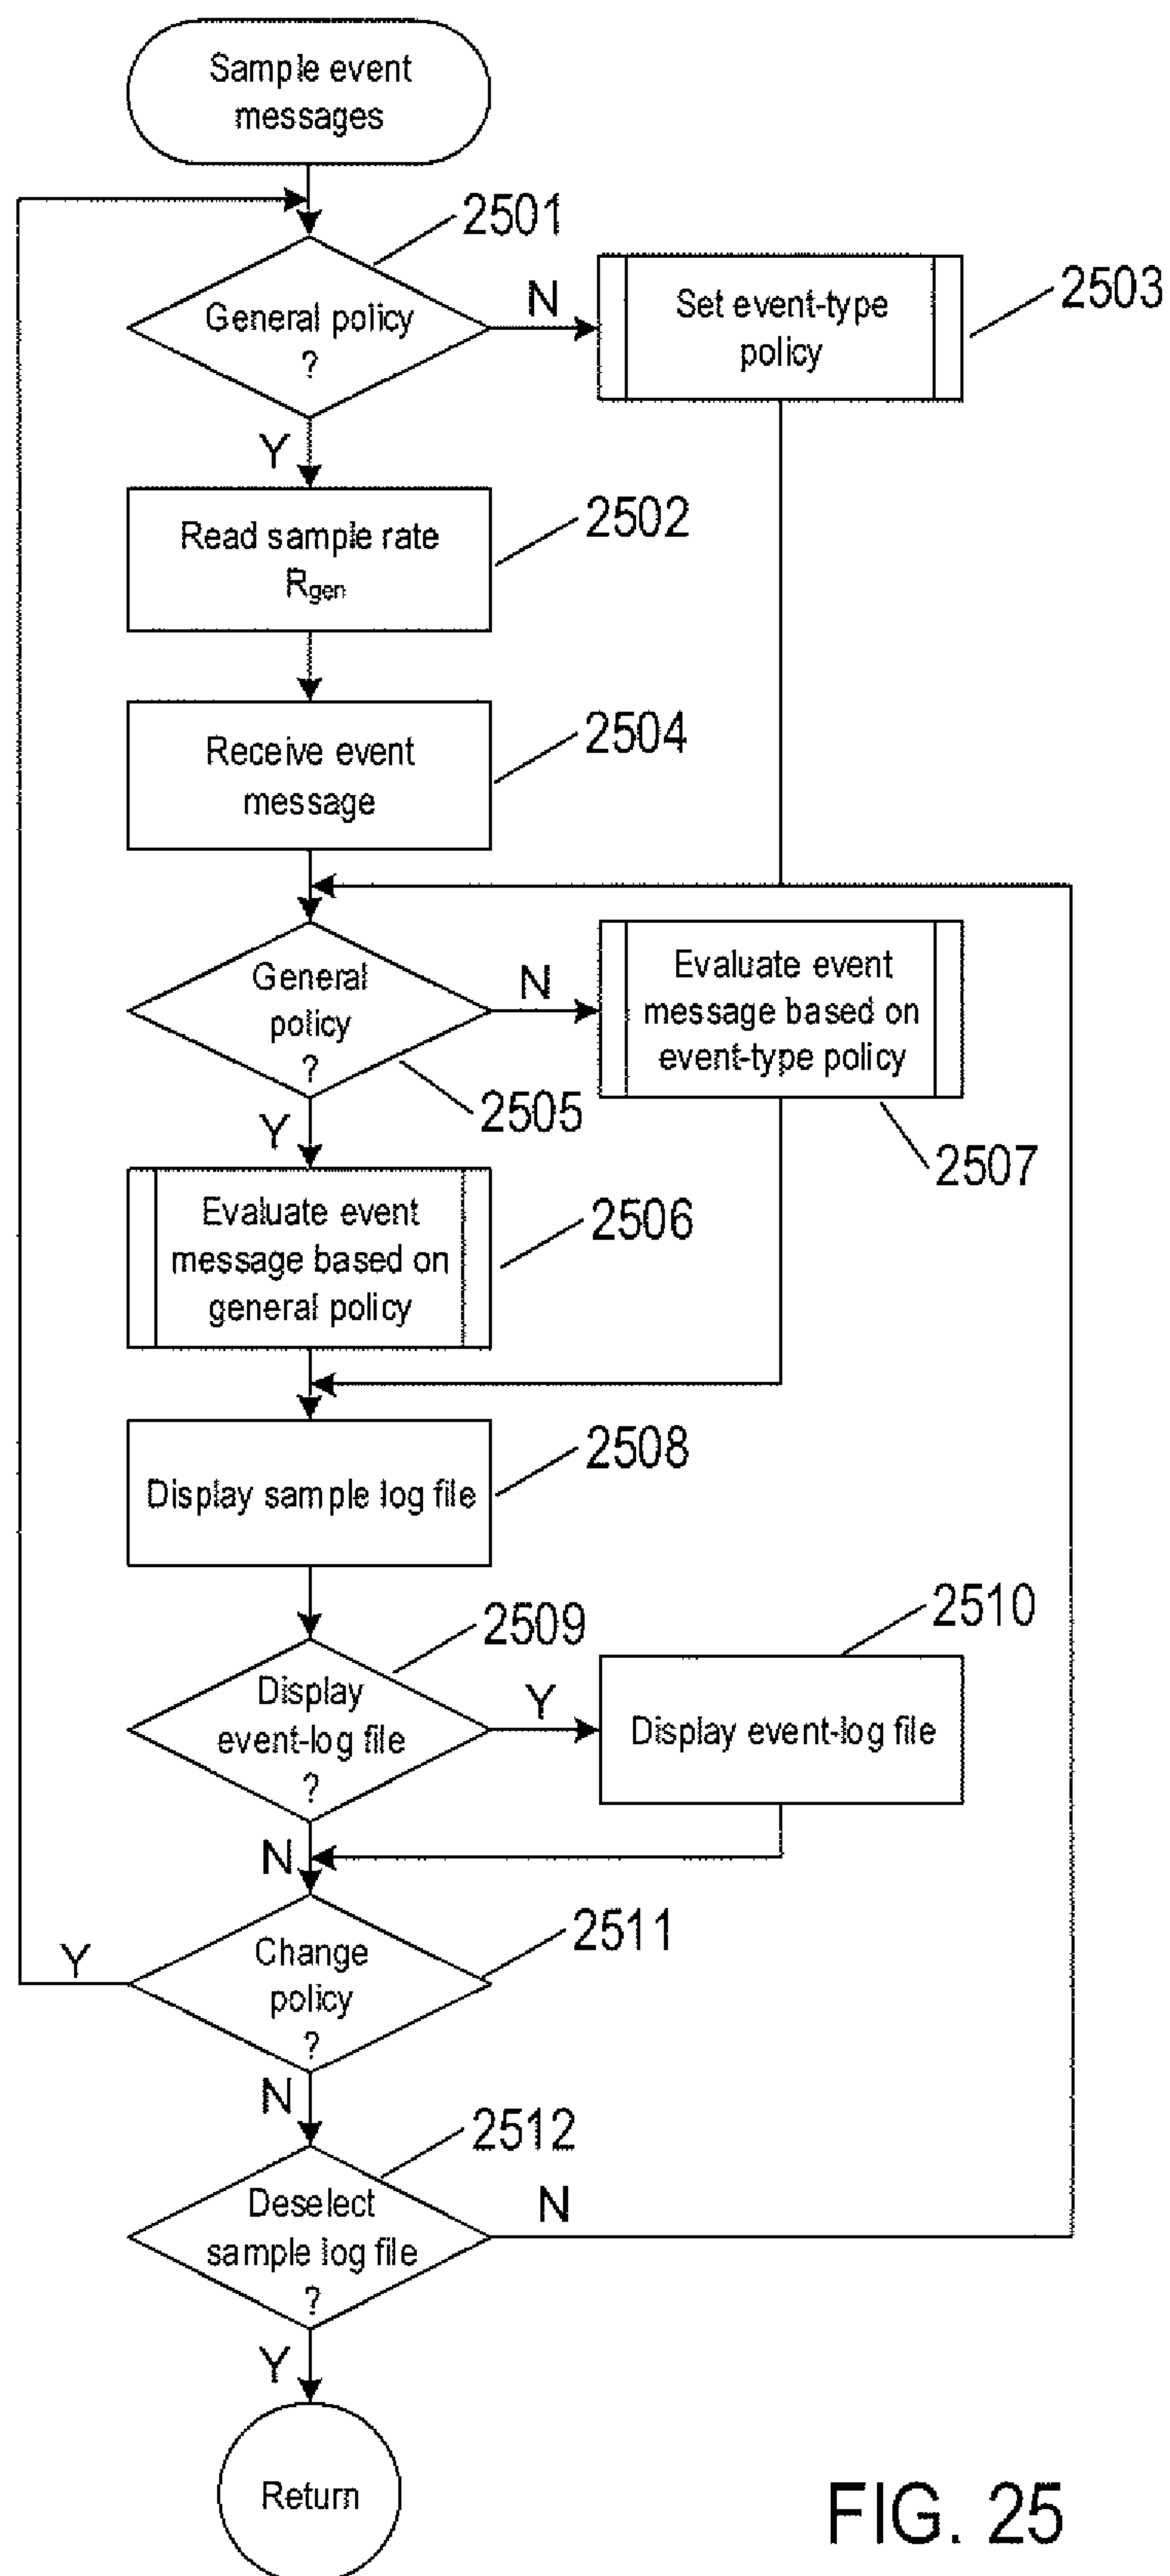 Sample event
messages
2501
General policy
?
N
Set event-type
policy
2503
Y
Read sample rate
Rgen
2502
Receive event
message
2504
General
policy
?
N
2505
Evaluate event
message based on
event-type policy
2507
Y
Evaluate event
message based on
general policy
2506
Display sample log file
2508
2509
Display
event-log file
?
Y
2510
Display event-log file
N
Change
policy
?
2511
Y
N
2512
Deselect
sample log file
?
N
Y
Return
FIG. 25